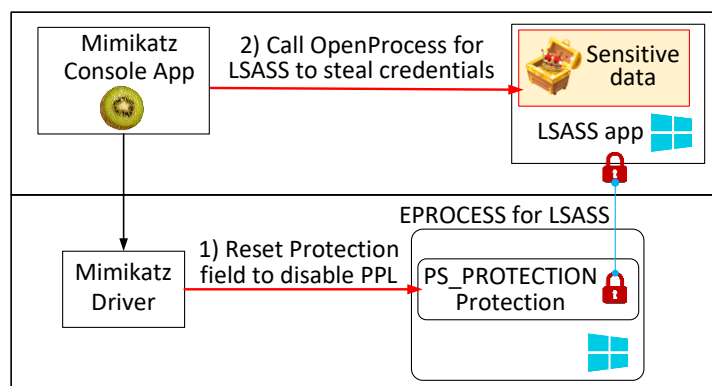 Mimikatz
Console App
2) Call OpenProcess for
LSASS to steal credentials
Sensitive
data
LSASS app
EPROCESS for LSASS
Mimikatz
Driver
1) Reset Protection
field to disable PPL
PS_PROTECTION
Protection